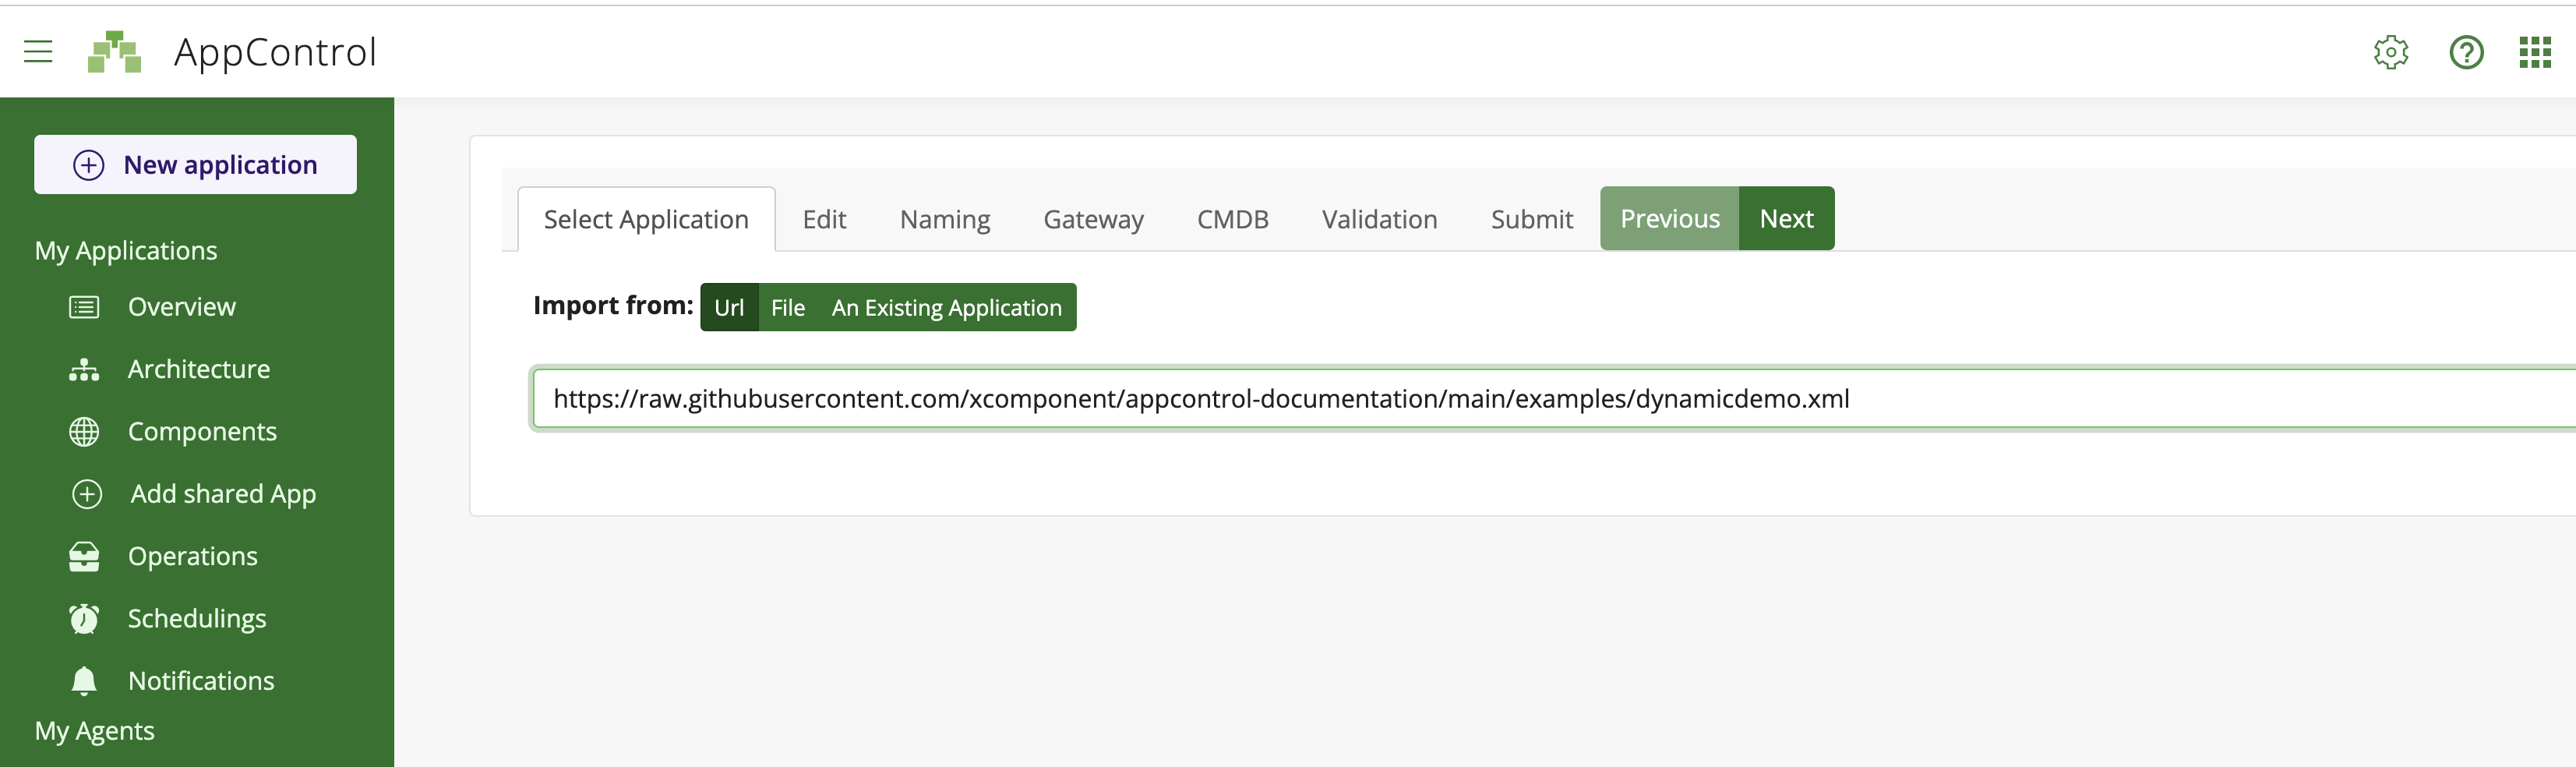 AppControl
New application
My Applications
Overview
Architecture
Components
Add shared App
Operations
Schedulings
Notifications
My Agents
Select Application Edit Naming Gateway CMDB Validation Submit Previous Next
Import from: Url File An Existing Application
https://raw.githubusercontent.com/xcomponent/appcontrol-documentation/main/examples/dynamicdemo.xml